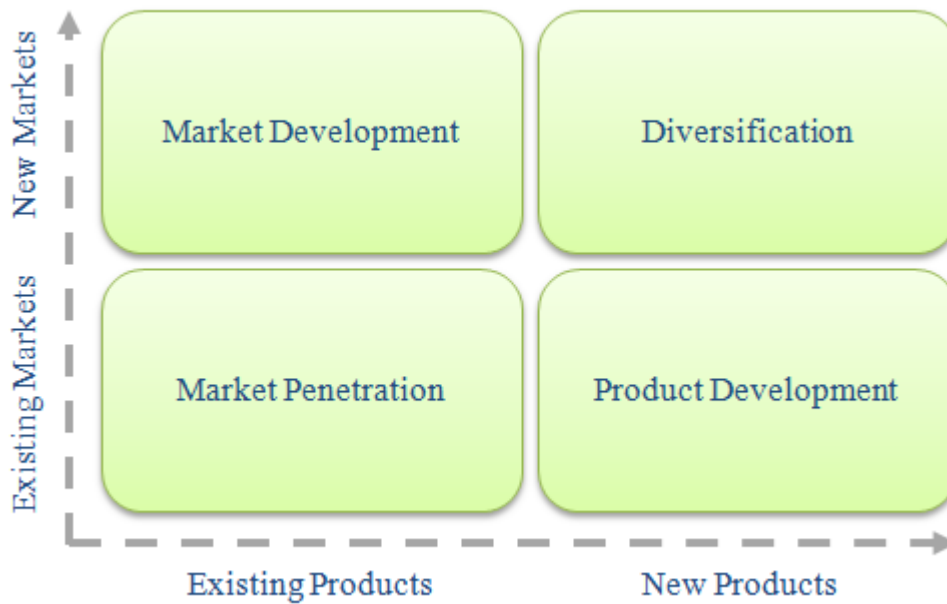 New Markets
Market Development
Diversification
Existing Markets
Market Penetration
Product Development
Existing Products
New Products